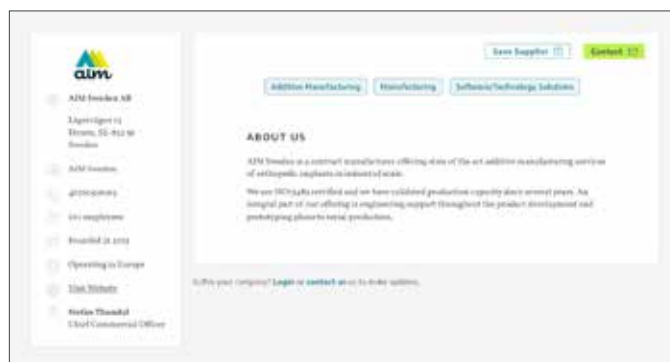 aim
AIM Sweden AB
Sweden
AIM Sweden
employees
Founded in
Operating in Europe
Visit Website
Chief Commercial Officer
Save Supplier
Contact
Additive Manufacturing
Manufacturing
Software/Technology Solutions
ABOUT US
AIM Sweden is a contract manufacturer offering state of the art additive manufacturing services
of orthopedic implants in industrial scale.
We are ISO13485 certified and we have validated production capacity since several years. An
integral part of our offering is engineering support throughout the product development and
prototyping phase to serial production.
Is this your company? Login or contact us to make updates.